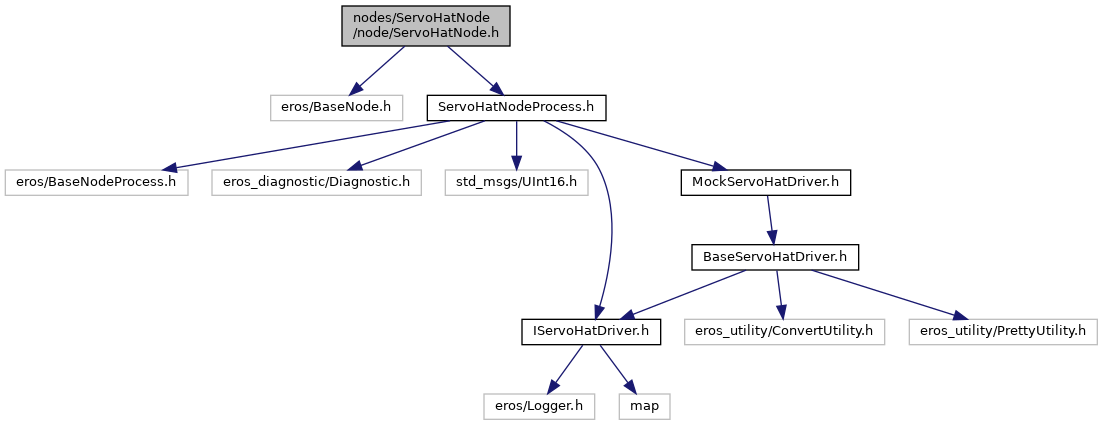 nodes/ServoHatNode
/node/ServoHatNode.h
eros/BaseNode.h
ServoHatNodeProcess.h
eros/BaseNodeProcess.h
eros_diagnostic/Diagnostic.h
std_msgs/UInt16.h
MockServoHatDriver.h
BaseServoHatDriver.h
IServoHatDriver.h
eros_utility/ConvertUtility.h
eros_utility/PrettyUtility.h
eros/Logger.h
map